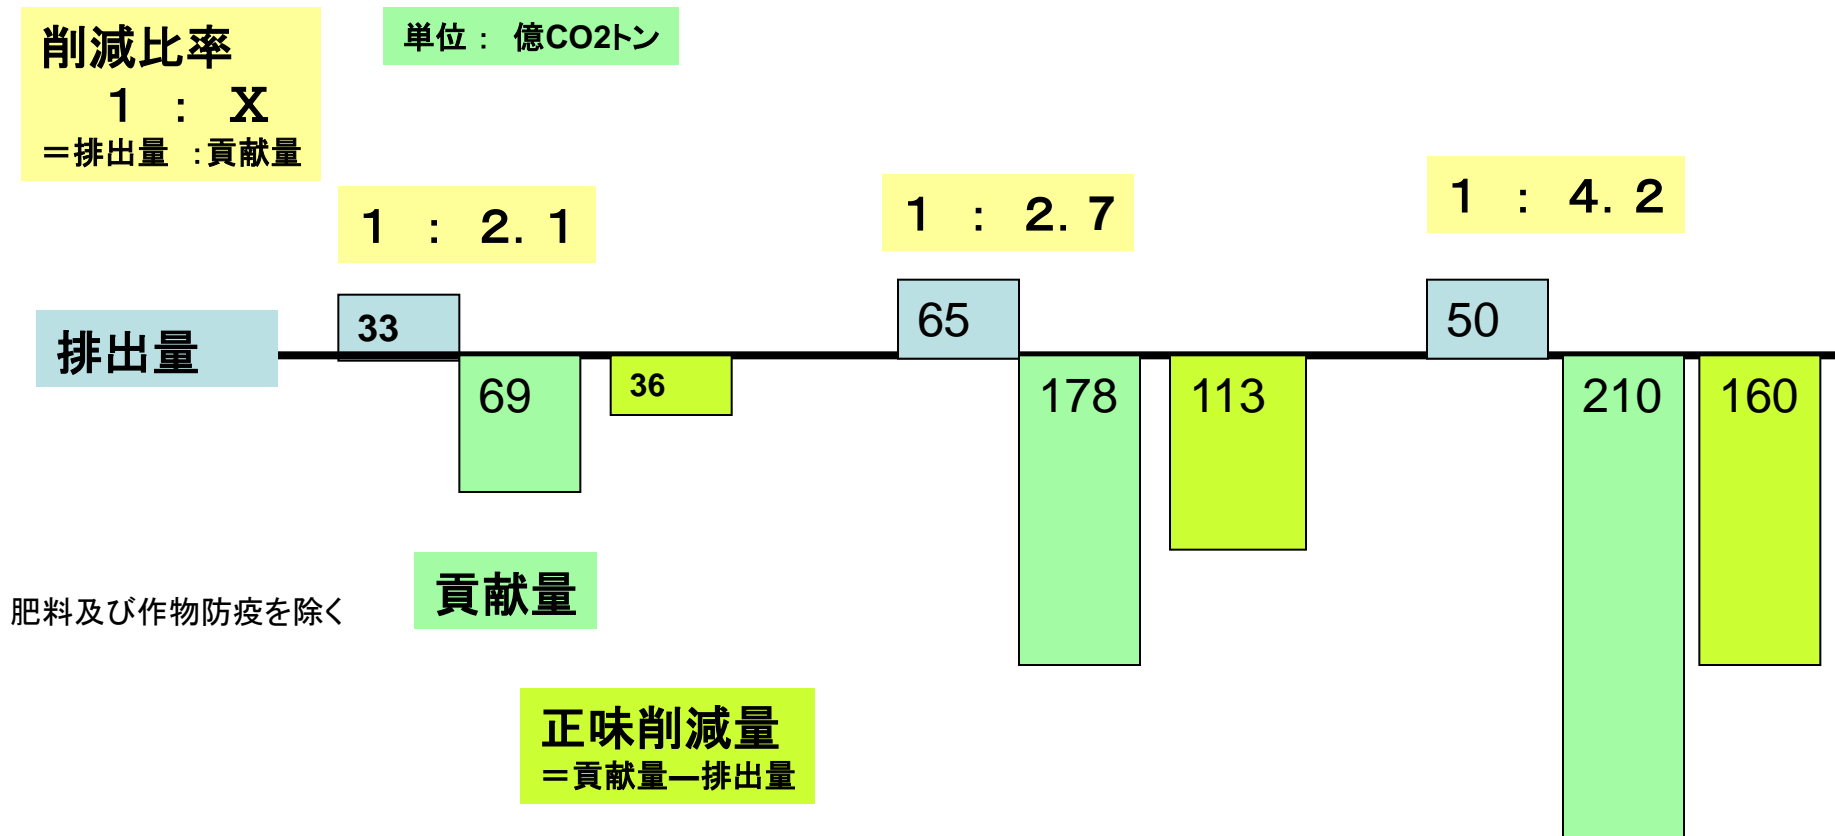 削減比率
１ ： X
＝排出量 ：貢献量
単位： 億CO2トン
１ ： ２．１
１ ： ２．７
１ ： ４．２
排出量
33
65
50
69
36
178
113
210
160
貢献量
肥料及び作物防疫を除く
正味削減量
＝貢献量―排出量